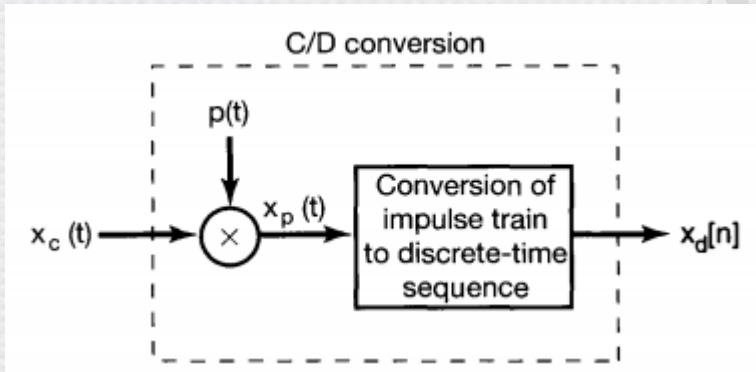 C/D conversion
p(t)
x_c (t)
×
x_p (t)
Conversion of
impulse train
to discrete-time
sequence
x_d[n]